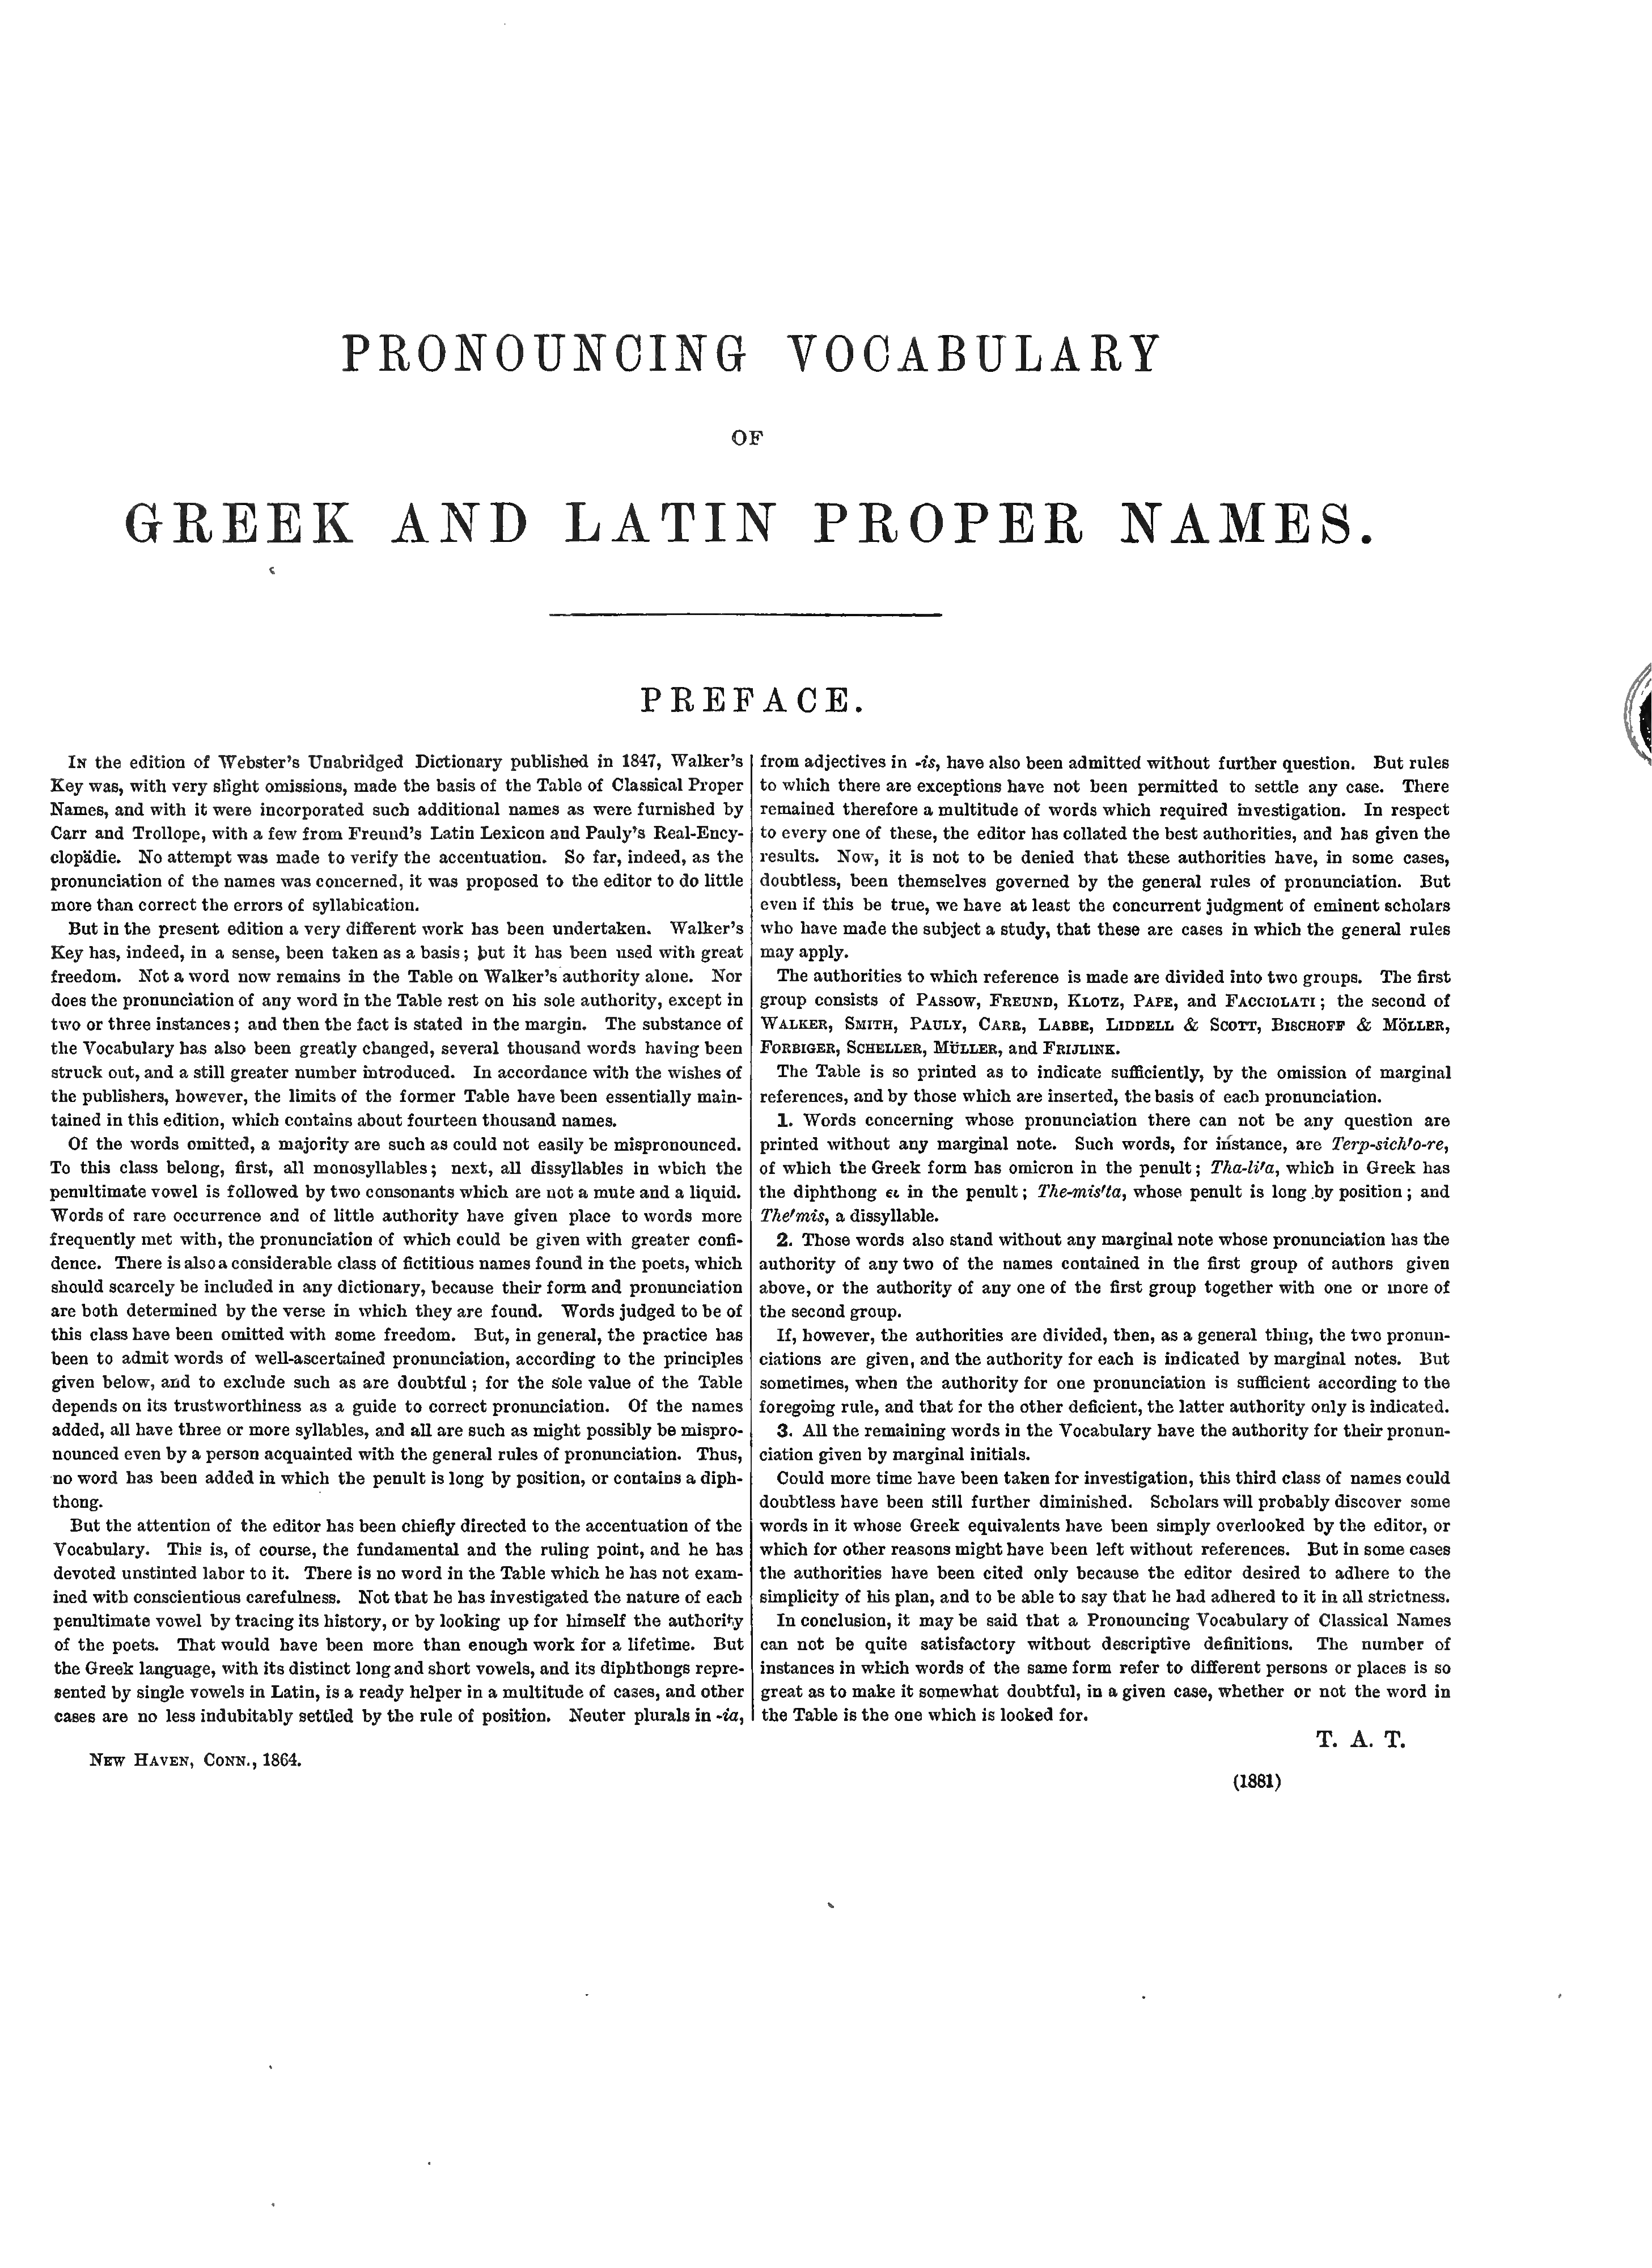 PRONOUNCING VOCABULARY
OF
GREEK AND LATIN PROPER NAMES.
PREFACE.
In the edition of Webster's Unabridged Dictionary published in 1847, Walker's
Key was, with very slight omissions, made the basis of the Table of Classical Proper
Names, and with it were incorporated such additional names as were furnished by
Carr and Trollope, with a few from Freund's Latin Lexicon and Pauly's Real-Ency-
clopädie. No attempt was made to verify the accentuation. So far, indeed, as the
pronunciation of the names was concerned, it was proposed to the editor to do little
more than correct the errors of syllabication.
But in the present edition a very different work has been undertaken. Walker's
Key has, indeed, in a sense, been taken as a basis; but it has been used with great
freedom. Not a word now remains in the Table on Walker's authority alone. Nor
does the pronunciation of any word in the Table rest on his sole authority, except in
two or three instances; and then the fact is stated in the margin. The substance of
the Vocabulary has also been greatly changed, several thousand words having been
struck out, and a still greater number introduced. In accordance with the wishes of
the publishers, however, the limits of the former Table have been essentially main-
tained in this edition, which contains about fourteen thousand names.
Of the words omitted, a majority are such as could not easily be mispronounced.
To this class belong, first, all monosyllables; next, all dissyllables in which the
penultimate vowel is followed by two consonants which are not a mute and a liquid.
Words of rare occurrence and of little authority have given place to words more
frequently met with, the pronunciation of which could be given with greater confi-
dence. There is also a considerable class of fictitious names found in the poets, which
should scarcely be included in any dictionary, because their form and pronunciation
are both determined by the verse in which they are found. Words judged to be of
this class have been omitted with some freedom. But, in general, the practice has
been to admit words of well-ascertained pronunciation, according to the principles
given below, and to exclude such as are doubtful; for the sole value of the Table
depends on its trustworthiness as a guide to correct pronunciation. Of the names
added, all have three or more syllables, and all are such as might possibly be mispro-
nounced even by a person acquainted with the general rules of pronunciation. Thus,
no word has been added in which the penult is long by position, or contains a diph-
thong.
But the attention of the editor has been chiefly directed to the accentuation of the
Vocabulary. This is, of course, the fundamental and the ruling point, and he has
devoted unstinted labor to it. There is no word in the Table which he has not exam-
ined with conscientious carefulness. Not that he has investigated the nature of each
penultimate vowel by tracing its history, or by looking up for himself the authority
of the poets. That would have been more than enough work for a lifetime. But
the Greek language, with its distinct long and short vowels, and its diphthongs repre-
sented by single vowels in Latin, is a ready helper in a multitude of cases, and other
cases are no less indubitably settled by the rule of position. Neuter plurals in -ia,
New Haven, Conn., 1864.
from adjectives in -is, have also been admitted without further question. But rules
to which there are exceptions have not been permitted to settle any case. There
remained therefore a multitude of words which required investigation. In respect
to every one of these, the editor has collated the best authorities, and has given the
results. Now, it is not to be denied that these authorities have, in some cases,
doubtless, been themselves governed by the general rules of pronunciation. But
even if this be true, we have at least the concurrent judgment of eminent scholars
who have made the subject a study, that these are cases in which the general rules
may apply.
The authorities to which reference is made are divided into two groups. The first
group consists of Passow, Freund, Klotz, Pape, and Facciolati; the second of
Walker, Smith, Pauly, Carr, Labbe, Liddell & Scott, Bischoff & Möller,
Forbiger, Scheller, Müller, and Frijlink.
The Table is so printed as to indicate sufficiently, by the omission of marginal
references, and by those which are inserted, the basis of each pronunciation.
1. Words concerning whose pronunciation there can not be any question are
printed without any marginal note. Such words, for instance, are Terp-sich'o-re,
of which the Greek form has omicron in the penult; Tha-li'a, which in Greek has
the diphthong ει in the penult; The-mis'ta, whose penult is long by position; and
The'mis, a dissyllable.
2. Those words also stand without any marginal note whose pronunciation has the
authority of any two of the names contained in the first group of authors given
above, or the authority of any one of the first group together with one or more of
the second group.
If, however, the authorities are divided, then, as a general thing, the two pronun-
ciations are given, and the authority for each is indicated by marginal notes. But
sometimes, when the authority for one pronunciation is sufficient according to the
foregoing rule, and that for the other deficient, the latter authority only is indicated.
3. All the remaining words in the Vocabulary have the authority for their pronun-
ciation given by marginal initials.
Could more time have been taken for investigation, this third class of names could
doubtless have been still further diminished. Scholars will probably discover some
words in it whose Greek equivalents have been simply overlooked by the editor, or
which for other reasons might have been left without references. But in some cases
the authorities have been cited only because the editor desired to adhere to the
simplicity of his plan, and to be able to say that he had adhered to it in all strictness.
In conclusion, it may be said that a Pronouncing Vocabulary of Classical Names
can not be quite satisfactory without descriptive definitions. The number of
instances in which words of the same form refer to different persons or places is so
great as to make it somewhat doubtful, in a given case, whether or not the word in
the Table is the one which is looked for.
T. A. T.
(1881)